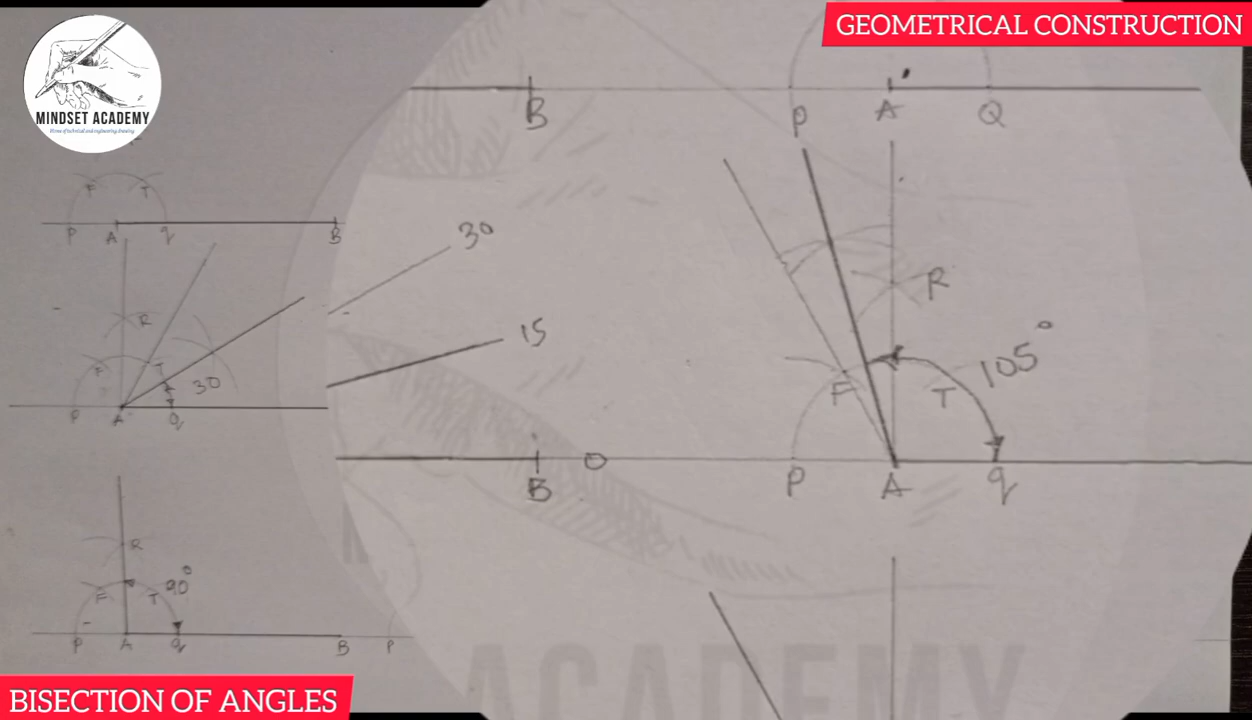 GEOMETRICAL CONSTRUCTION
MINDSET ACADEMY
B
P A Q
F T
P A q B
30
R
15
R
F T
30
105°
F T
P A q
B
P A q
R
90°
F T
P A q B P
ACADEMY
BISECTION OF ANGLES